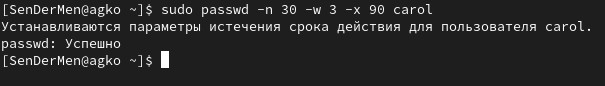 [SenDerMen@agko ~]$ sudo passwd -n 30 -w 3 -x 90 carol
Устанавливаются параметры истечения срока действия для пользователя carol.
passwd: Успешно
[SenDerMen@agko ~]$